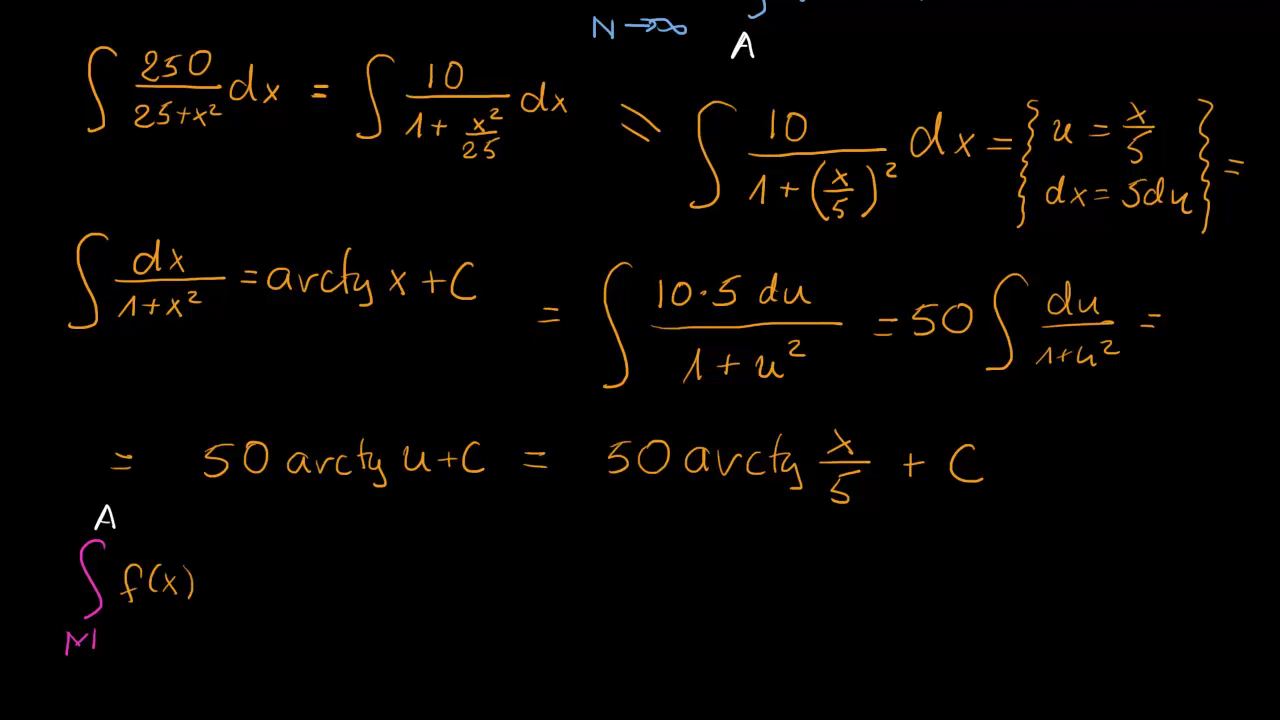 N→∞ ∫
A
∫ 250/(25+x²) dx = ∫ 10/(1+x²/25) dx = ∫ 10/(1+(x/5)²) dx = { u = x/5, dx = 5du } =
∫ dx/(1+x²) = arctg x + C
= ∫ 10·5 du/(1+u²) = 50 ∫ du/(1+u²) =
= 50 arctg u + C = 50 arctg x/5 + C
A
∫ f(x)
M